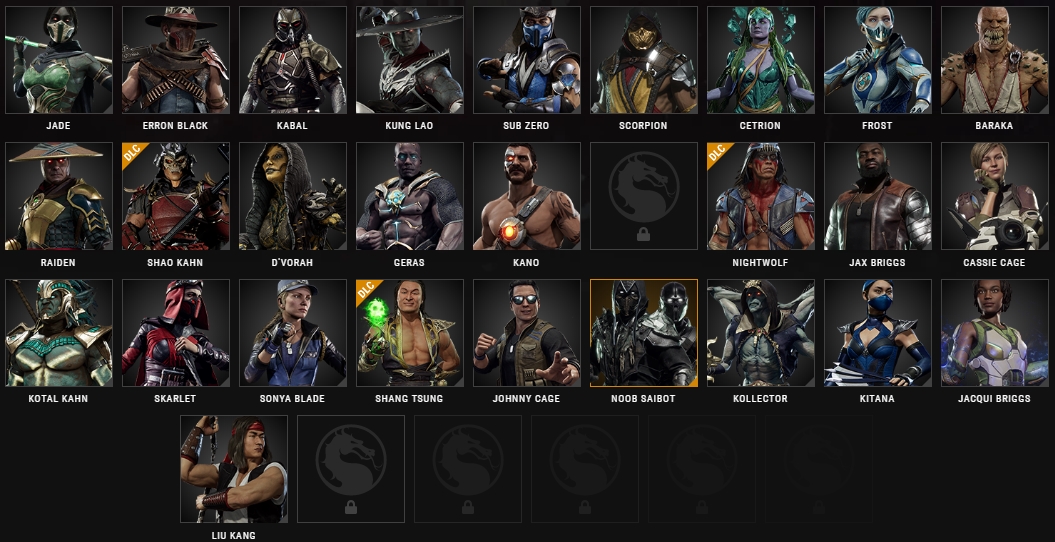 JADE
ERRON BLACK
KABAL
KUNG LAO
SUB ZERO
SCORPION
CETRION
FROST
BARAKA
DLC
DLC
RAIDEN
SHAO KAHN
D'VORAH
GERAS
KANO
NIGHTWOLF
JAX BRIGGS
CASSIE CAGE
DLC
KOTAL KAHN
SKARLET
SONYA BLADE
SHANG TSUNG
JOHNNY CAGE
NOOB SAIBOT
KOLLECTOR
KITANA
JACQUI BRIGGS
LIU KANG